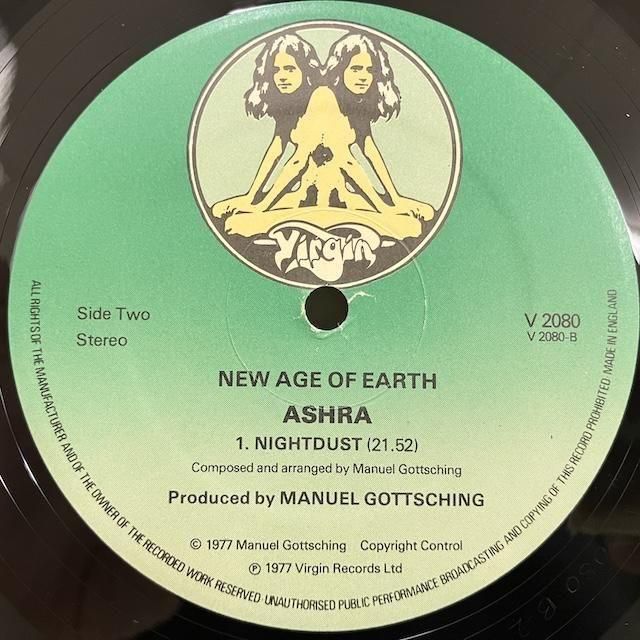 Virgin
Side Two
Stereo
V 2080
V 2080-B
NEW AGE OF EARTH
ASHRA
1. NIGHTDUST (21.52)
Composed and arranged by Manuel Gottsching
Produced by MANUEL GOTTSCHING
© 1977 Manuel Gottsching Copyright Control
℗ 1977 Virgin Records Ltd
ALL RIGHTS OF THE MANUFACTURER AND OF THE OWNER OF THE RECORDED WORK RESERVED · UNAUTHORISED PUBLIC PERFORMANCE BROADCASTING AND COPYING OF THIS RECORD PROHIBITED MADE IN ENGLAND